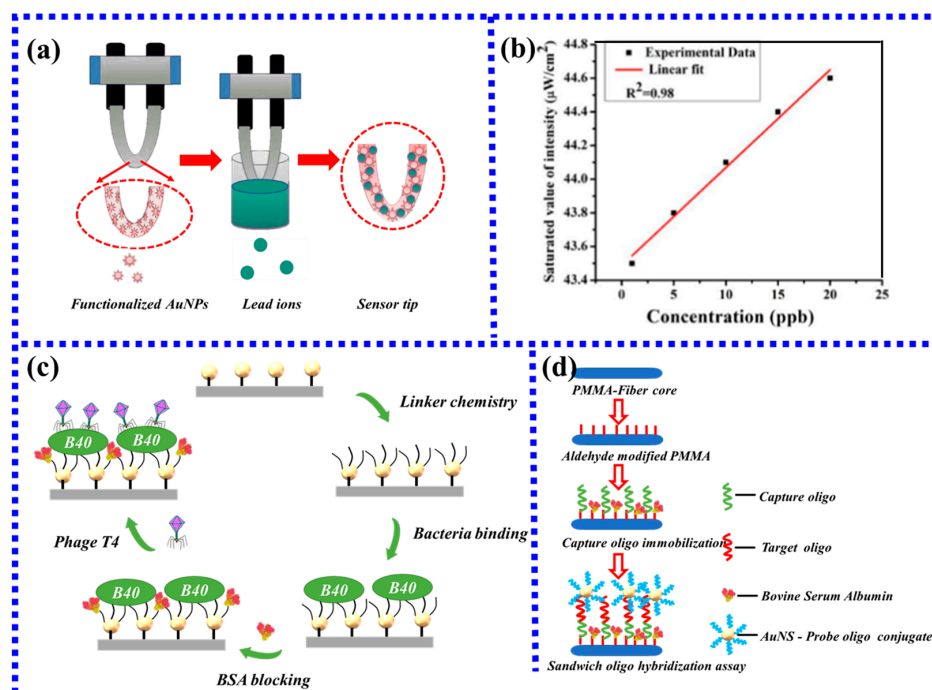 (a)
Functionalized AuNPs
Lead ions
Sensor tip
(b)
Saturated value of intensity (μW/cm²)
44.8
44.6
44.4
44.2
44.0
43.8
43.6
43.4
Experimental Data
Linear fit
R²=0.98
0
5
10
15
20
25
Concentration (ppb)
(c)
Linker chemistry
B40
B40
Phage T4
Bacteria binding
B40
B40
B40
B40
BSA blocking
(d)
PMMA-Fiber core
Aldehyde modified PMMA
Capture oligo immobilization
Sandwich oligo hybridization assay
Capture oligo
Target oligo
Bovine Serum Albumin
AuNS - Probe oligo conjugate